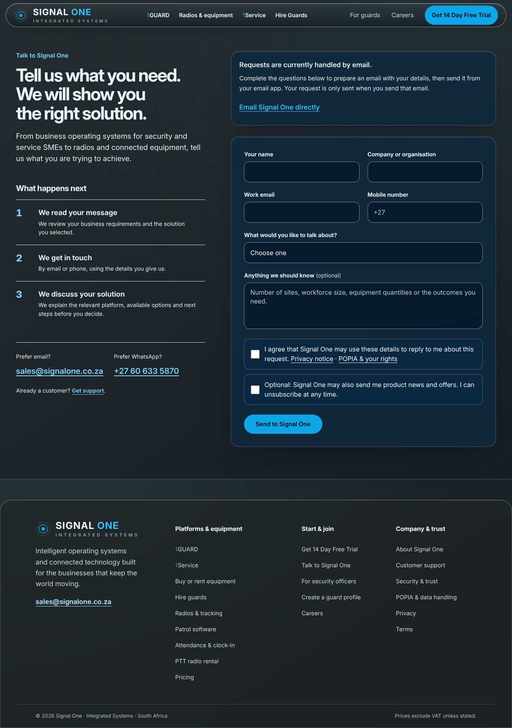 SIGNAL ONE
INTEGRATED SYSTEMS
1GUARD
Radios & equipment
1Service
Hire Guards
For guards
Careers
Get 14 Day Free Trial
Talk to Signal One
Tell us what you need.
We will show you
the right solution.
From business operating systems for security and
service SMEs to radios and connected equipment, tell
us what you are trying to achieve.
What happens next
1
We read your message
We review your business requirements and the solution
you selected.
2
We get in touch
By email or phone, using the details you give us.
3
We discuss your solution
We explain the relevant platform, available options and next
steps before you decide.
Prefer email?
sales@signalone.co.za
Prefer WhatsApp?
+27 60 633 5870
Already a customer? Get support.
Requests are currently handled by email.
Complete the questions below to prepare an email with your details, then send it from
your email app. Your request is only sent when you send that email.
Email Signal One directly
Your name
Company or organisation
Work email
Mobile number
+27
What would you like to talk about?
Choose one
Anything we should know (optional)
Number of sites, workforce size, equipment quantities or the outcomes you
need.
I agree that Signal One may use these details to reply to me about this
request. Privacy notice · POPIA & your rights
Optional: Signal One may also send me product news and offers. I can
unsubscribe at any time.
Send to Signal One
SIGNAL ONE
INTEGRATED SYSTEMS
Intelligent operating systems
and connected technology built
for the businesses that keep the
world moving.
sales@signalone.co.za
Platforms & equipment
1GUARD
1Service
Buy or rent equipment
Hire guards
Radios & tracking
Patrol software
Attendance & clock-in
PTT radio rental
Pricing
Start & join
Get 14 Day Free Trial
Talk to Signal One
For security officers
Create a guard profile
Careers
Company & trust
About Signal One
Customer support
Security & trust
POPIA & data handling
Privacy
Terms
© 2026 Signal One · Integrated Systems · South Africa
Prices exclude VAT unless stated.